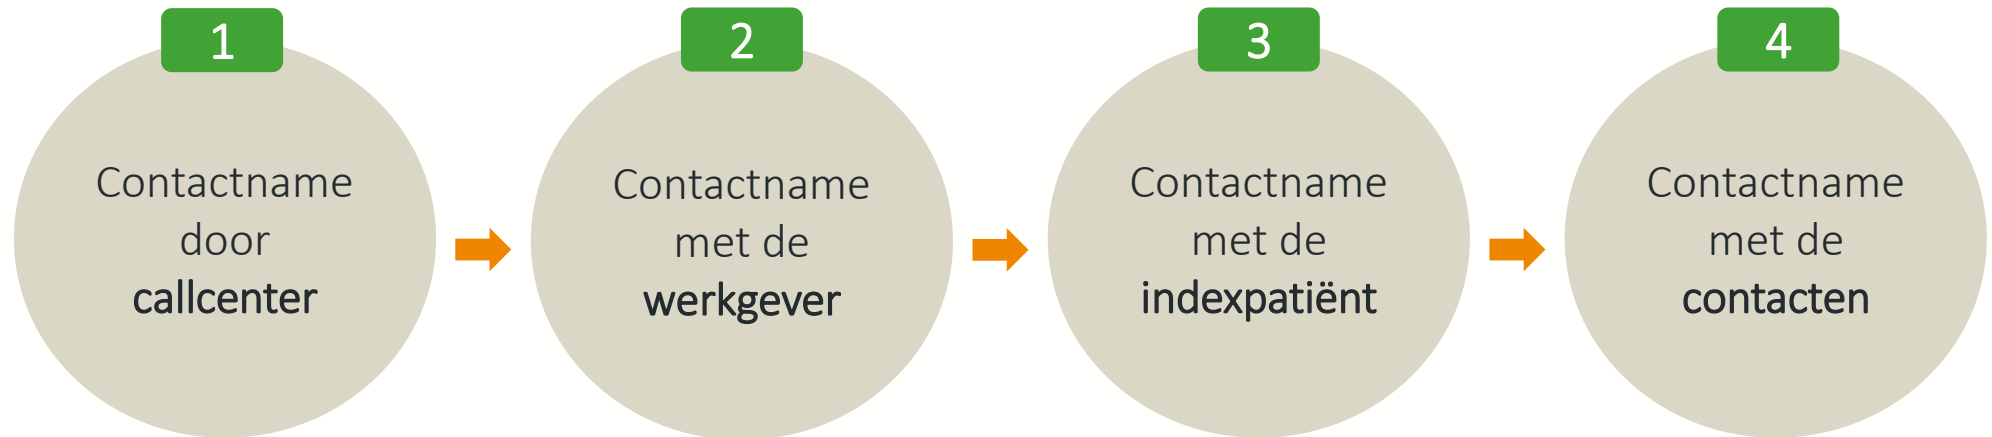 1
Contactname
door
callcenter
2
Contactname
met de
werkgever
3
Contactname
met de
indexpatiënt
4
Contactname
met de
contacten